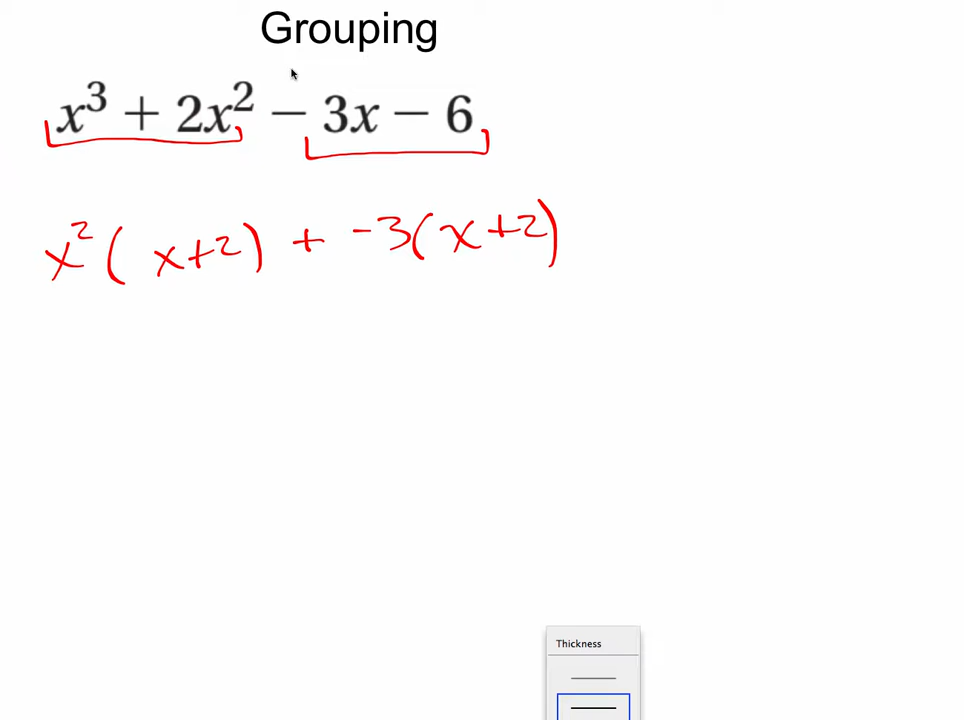 Grouping
x³ + 2x² − 3x − 6
x²(x+2) + -3(x+2)
Thickness